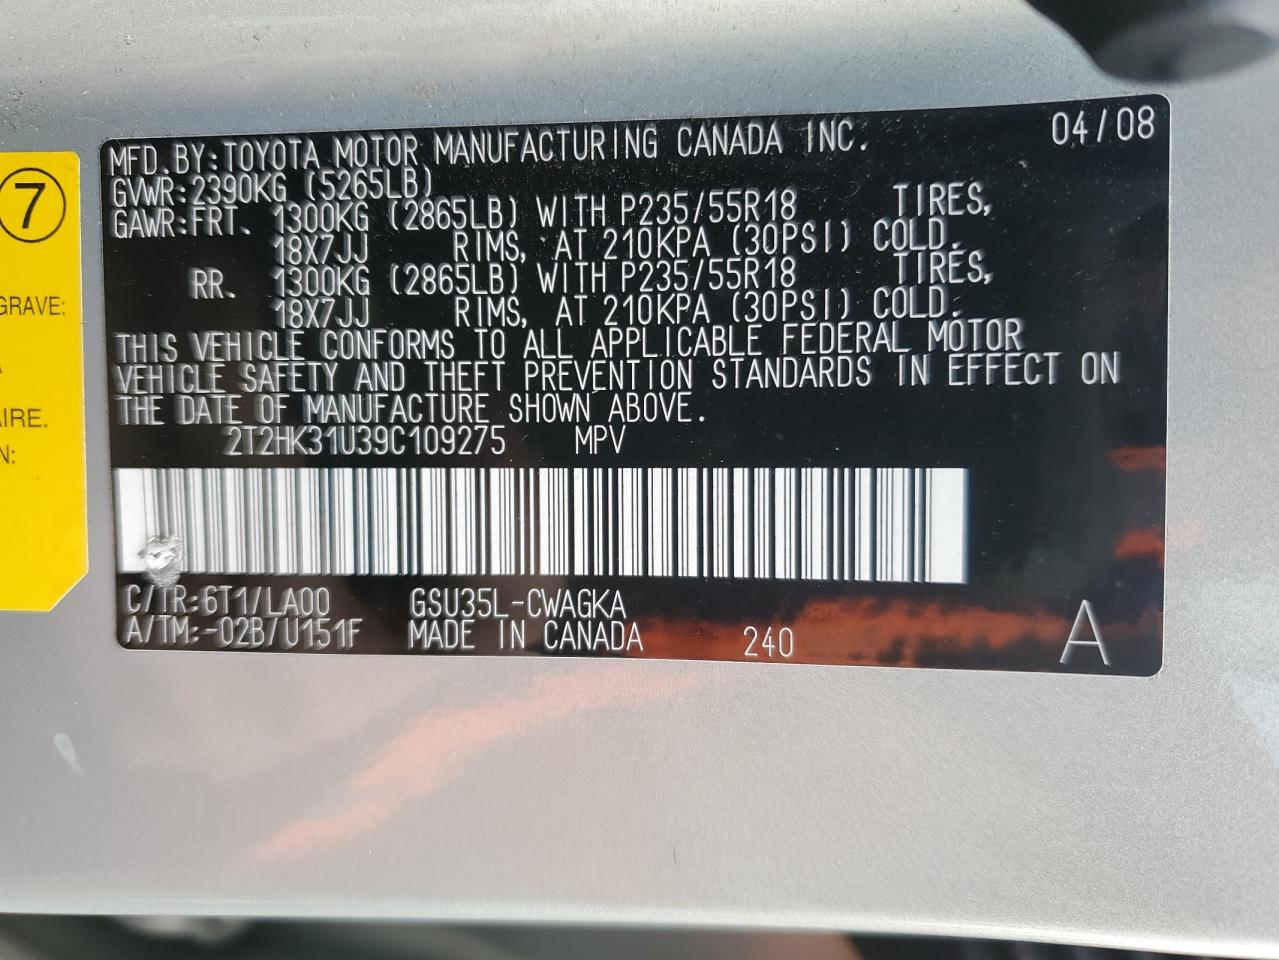 MFD.BY:TOYOTA MOTOR MANUFACTURING CANADA INC. 04/08
GVWR:2390KG (5265LB)
GAWR:FRT. 1300KG (2865LB) WITH P235/55R18 TIRES,
18X7JJ RIMS, AT 210KPA (30PSI) COLD.
RR. 1300KG (2865LB) WITH P235/55R18 TIRES,
18X7JJ RIMS, AT 210KPA (30PSI) COLD.
THIS VEHICLE CONFORMS TO ALL APPLICABLE FEDERAL MOTOR
VEHICLE SAFETY AND THEFT PREVENTION STANDARDS IN EFFECT ON
THE DATE OF MANUFACTURE SHOWN ABOVE.
2T2HK31U39C109275 MPV
C/TR:6T1/LA00 GSU35L-CWAGKA
A/TM:-02B/U151F MADE IN CANADA 240 A
7
GRAVE:
AIRE.
N: